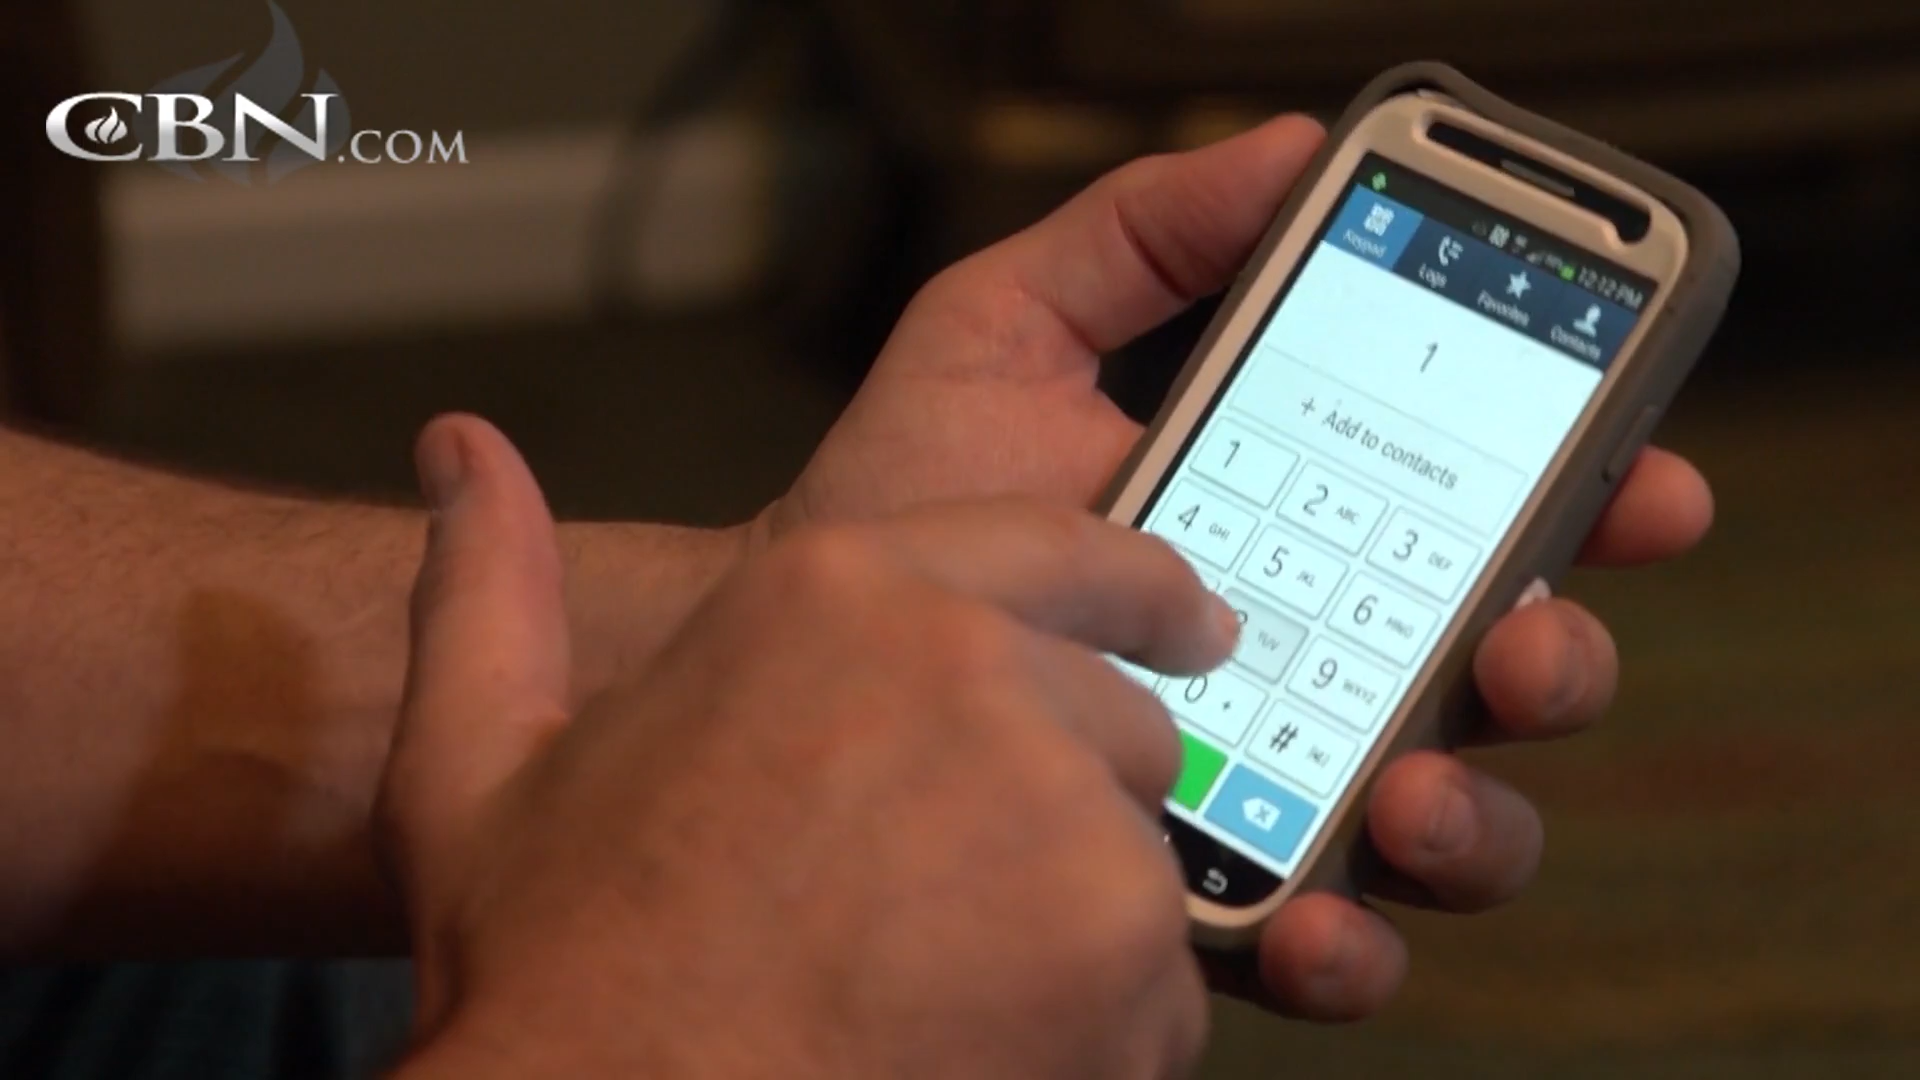 CBN.COM
12:12 PM
Keypad
Logs
Favorites
Contacts
1
+ Add to contacts
1
2 ABC
3 DEF
4 GHI
5 JKL
6 MNO
8 TUV
9 WXYZ
0 +
#